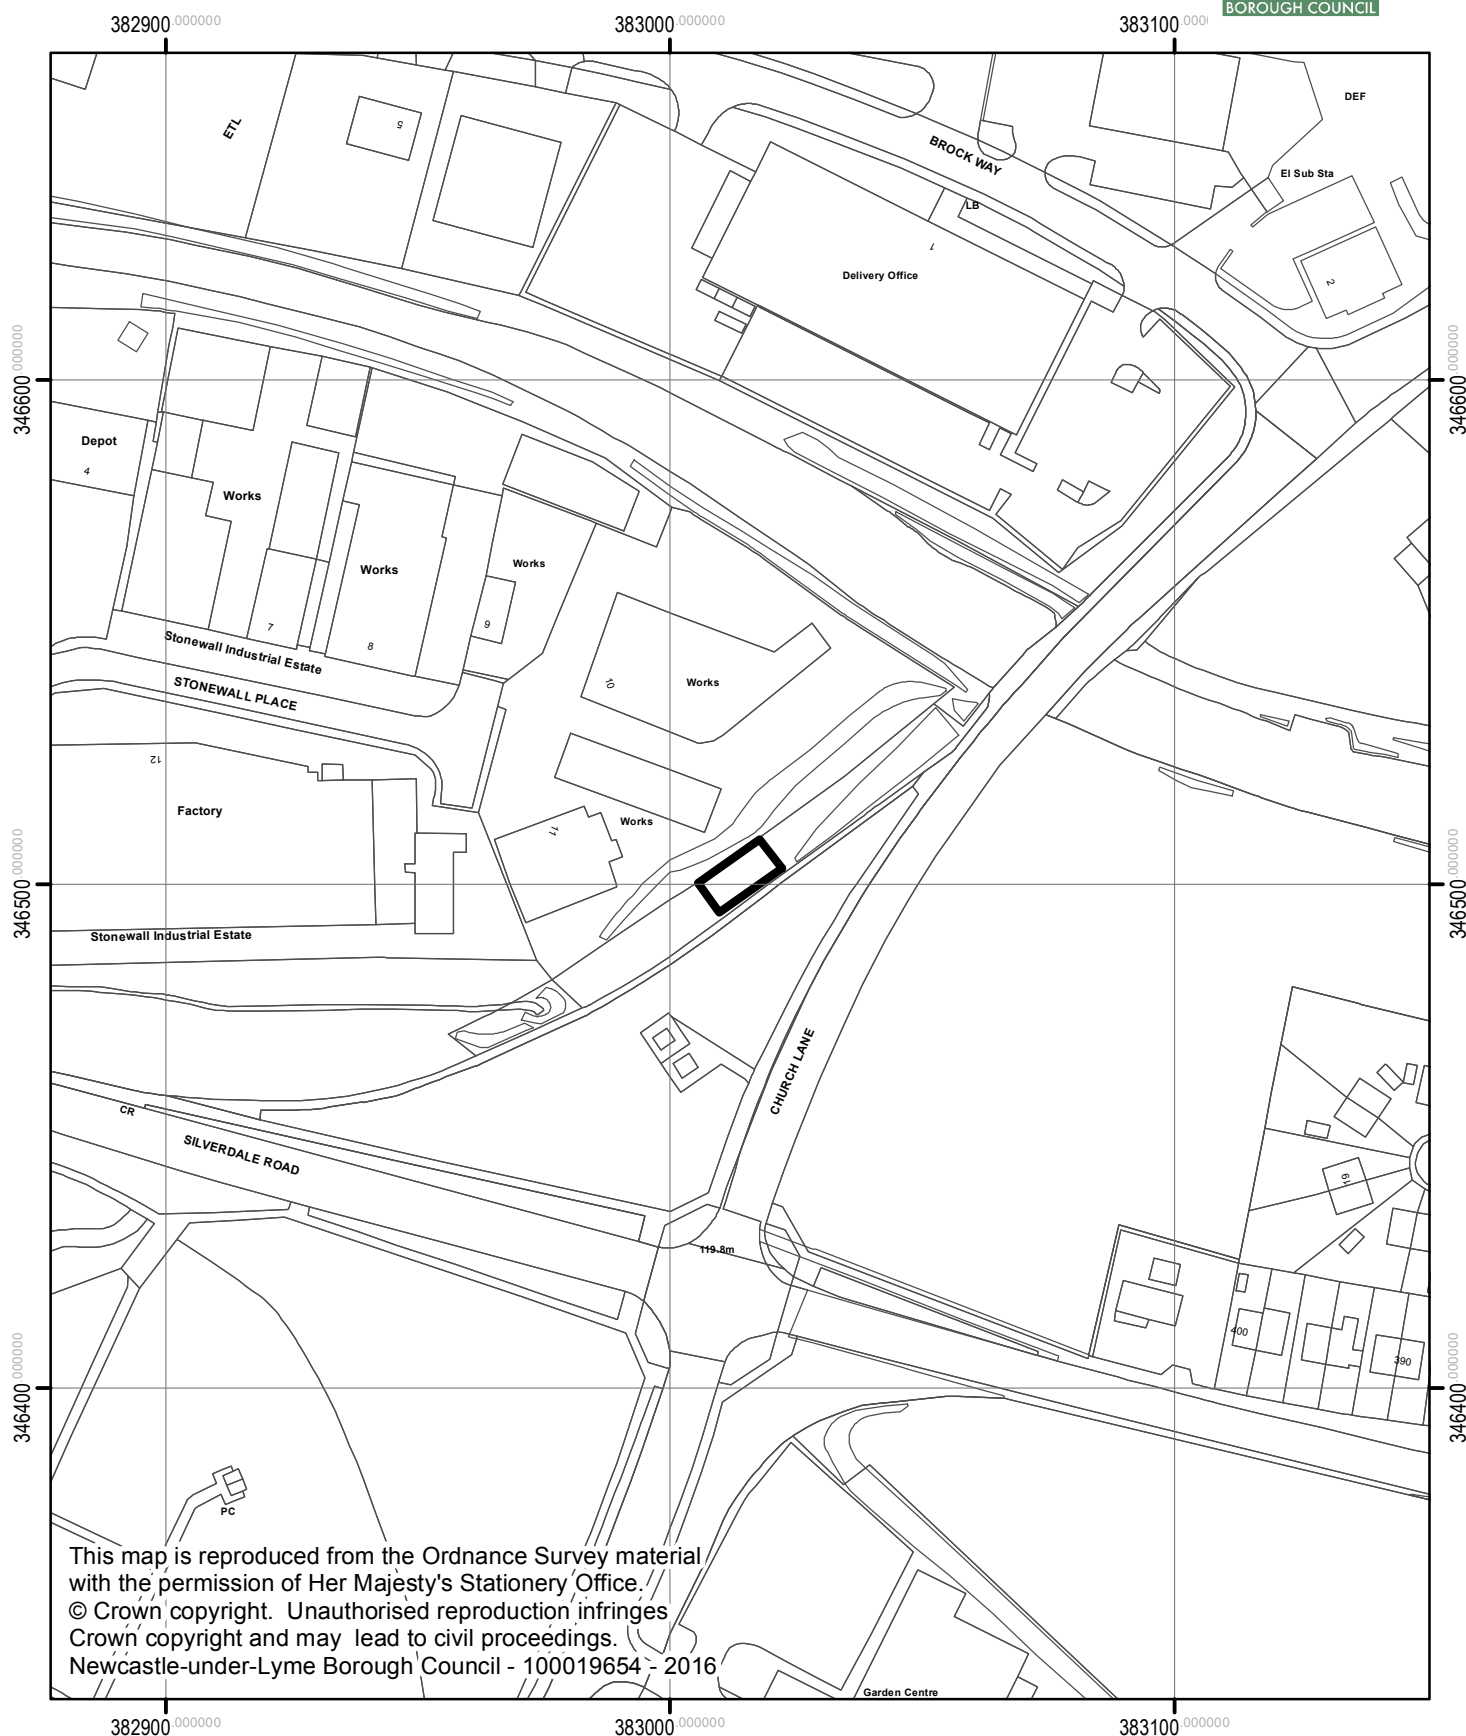 BOROUGH COUNCIL
382900.000000
383000.000000
383100.000
DEF
ETL
5
BROCK WAY
El Sub Sta
LB
1
Delivery Office
2
346600.000000
346600.000000
Depot
4
Works
Works
Works
7
8
9
Stonewall Industrial Estate
STONEWALL PLACE
10
Works
12
Factory
11
Works
346500.000000
346500.000000
Stonewall Industrial Estate
CHURCH LANE
CR
SILVERDALE ROAD
19
119.8m
400
390
346400.000000
346400.000000
PC
This map is reproduced from the Ordnance Survey material
with the permission of Her Majesty's Stationery Office.
© Crown copyright. Unauthorised reproduction infringes
Crown copyright and may lead to civil proceedings.
Newcastle-under-Lyme Borough Council - 100019654 - 2016
Garden Centre
382900.000000
383000.000000
383100.000000